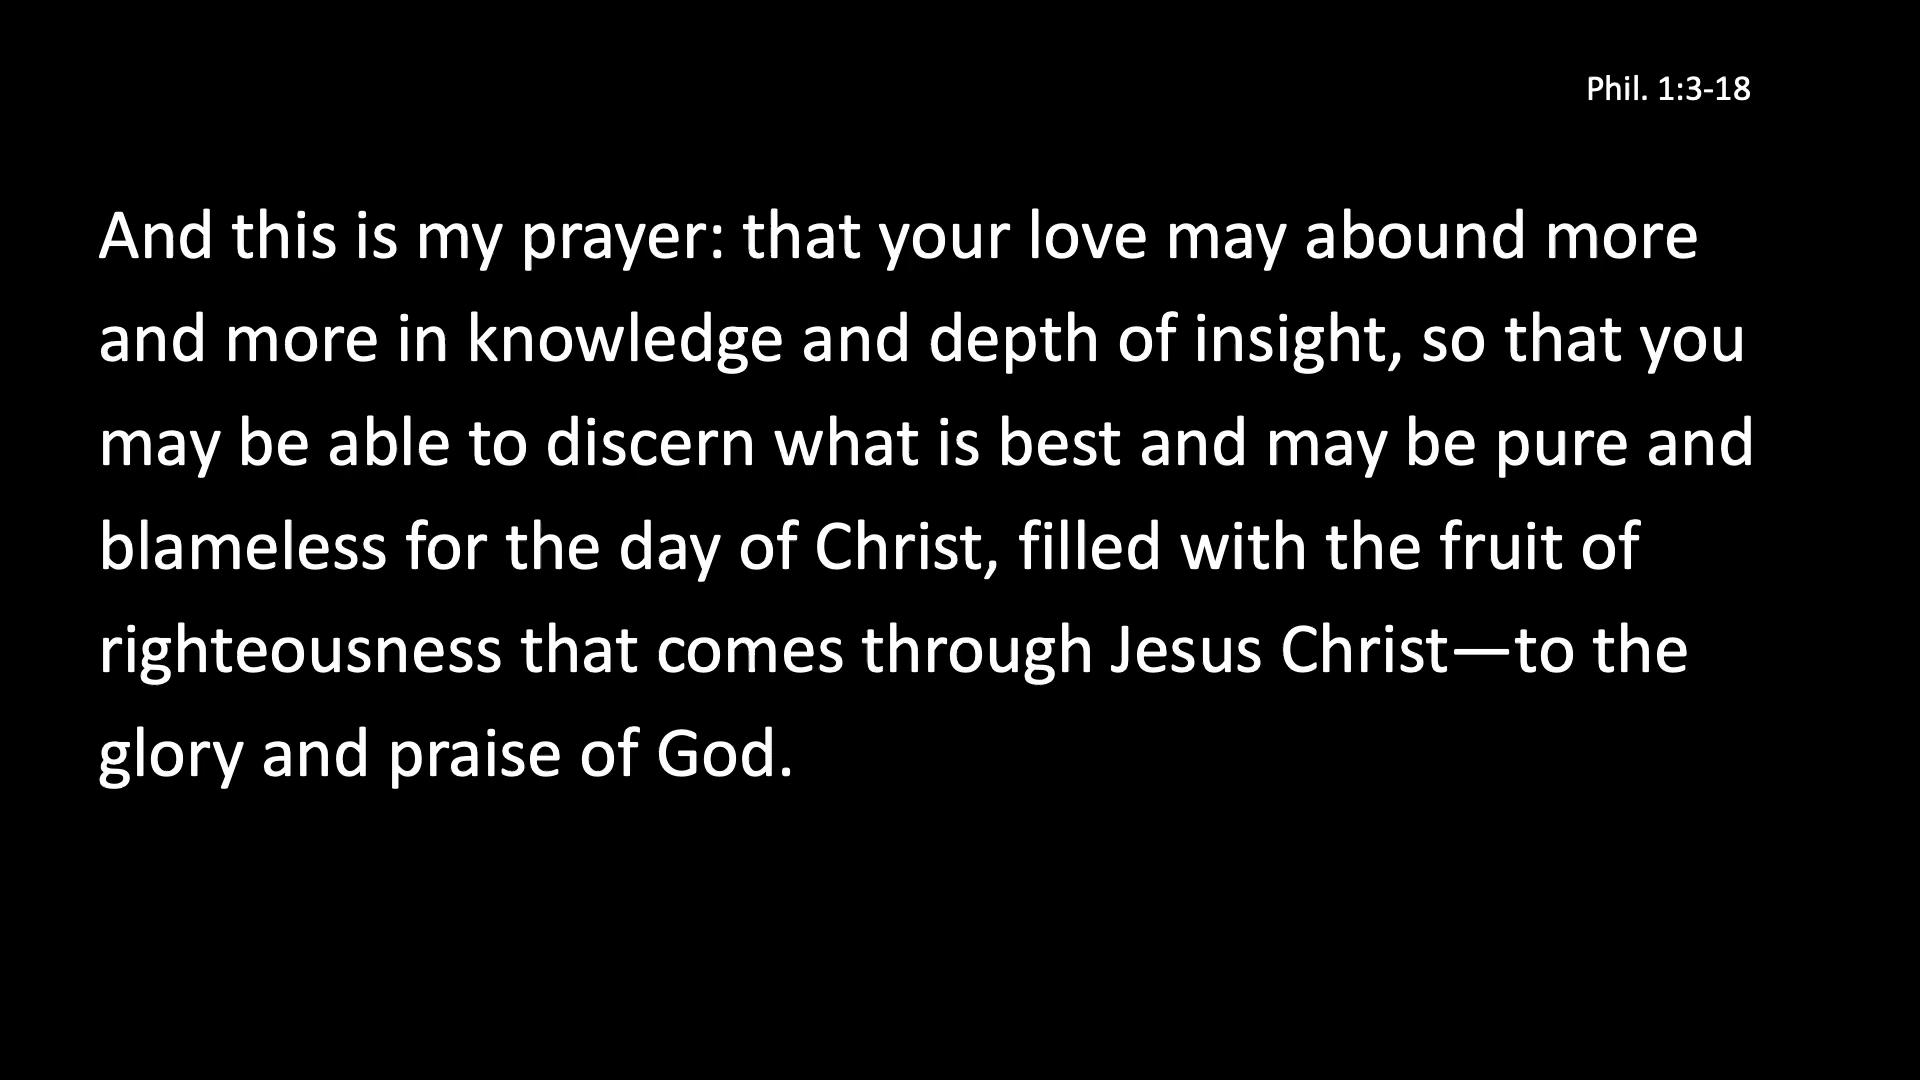 Phil. 1:3-18
And this is my prayer: that your love may abound more
and more in knowledge and depth of insight, so that you
may be able to discern what is best and may be pure and
blameless for the day of Christ, filled with the fruit of
righteousness that comes through Jesus Christ—to the
glory and praise of God.